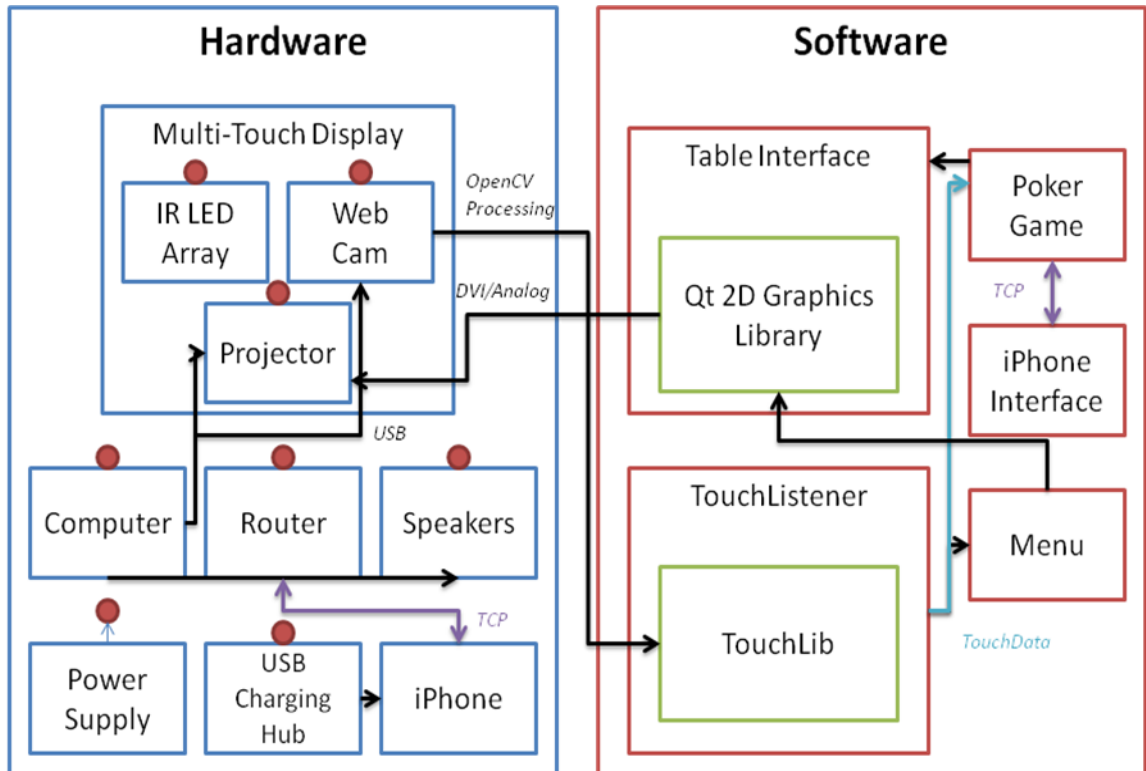 Hardware
Multi-Touch Display
IR LED
Array
Web
Cam
Projector
OpenCV
Processing
DVI/Analog
USB
Computer
Router
Speakers
TCP
Power
Supply
USB
Charging
Hub
iPhone
Software
Table Interface
Qt 2D Graphics
Library
Poker
Game
TCP
iPhone
Interface
TouchListener
TouchLib
Menu
TouchData